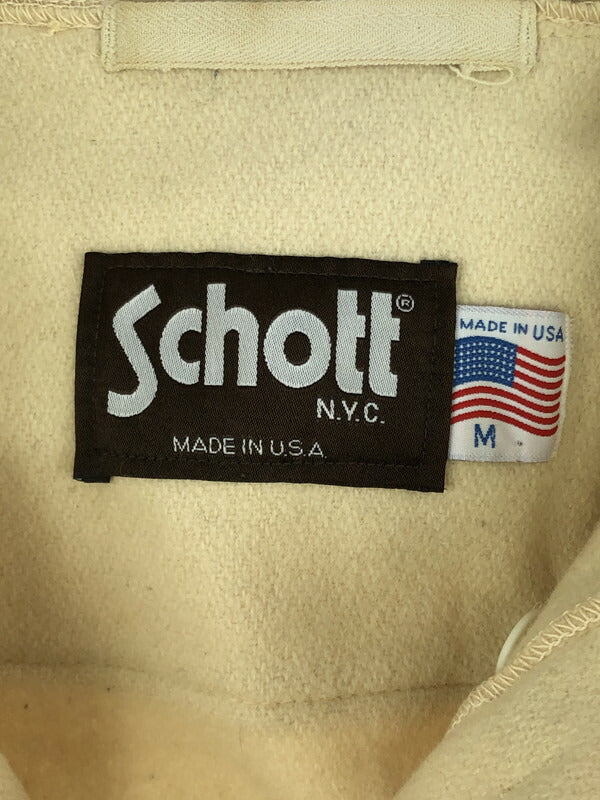 Schott®
N.Y.C.
MADE IN U.S.A.
MADE IN USA
M